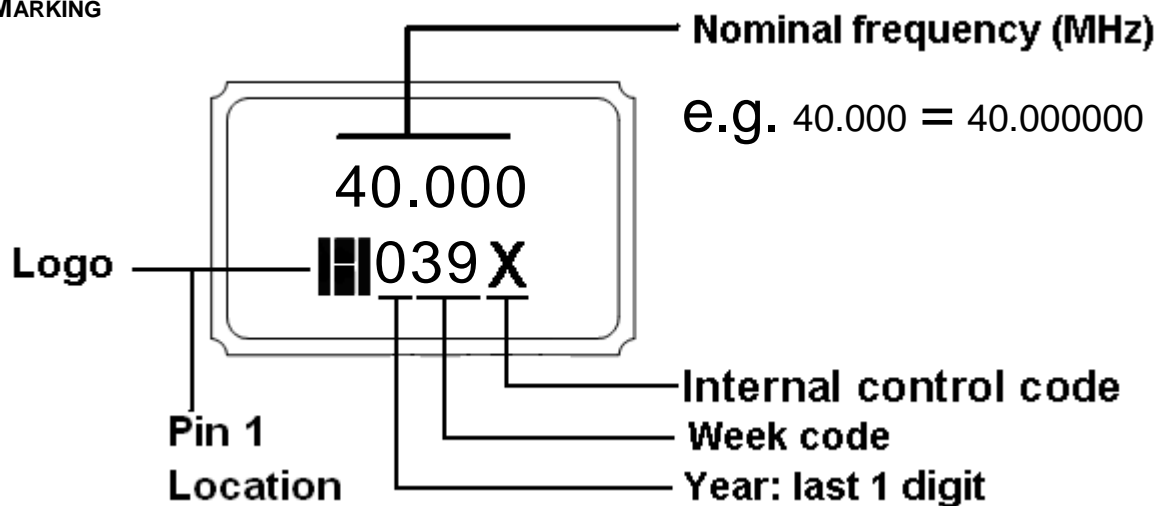 MARKING
Nominal frequency (MHz)
e.g. 40.000 = 40.000000
40.000
Logo
039 X
Internal control code
Pin 1
Location
Week code
Year: last 1 digit